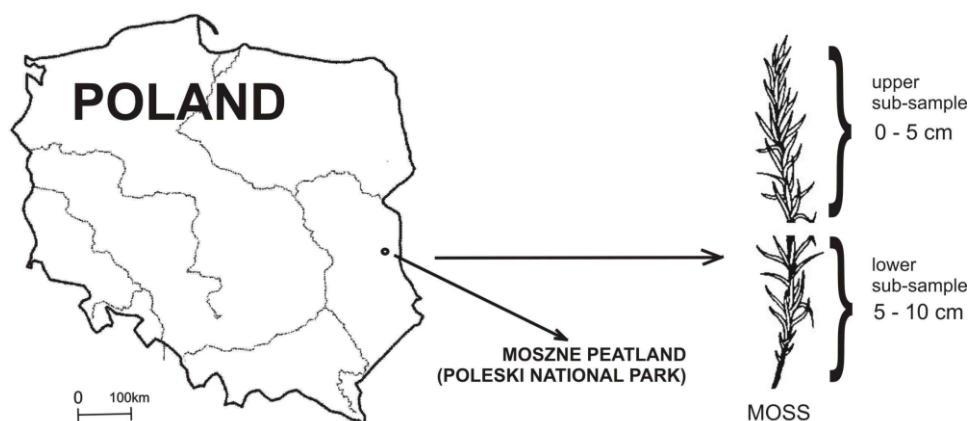 POLAND
upper
sub-sample
0 - 5 cm
lower
sub-sample
5 - 10 cm
MOSZNE PEATLAND
(POLESKI NATIONAL PARK)
0 100km
MOSS